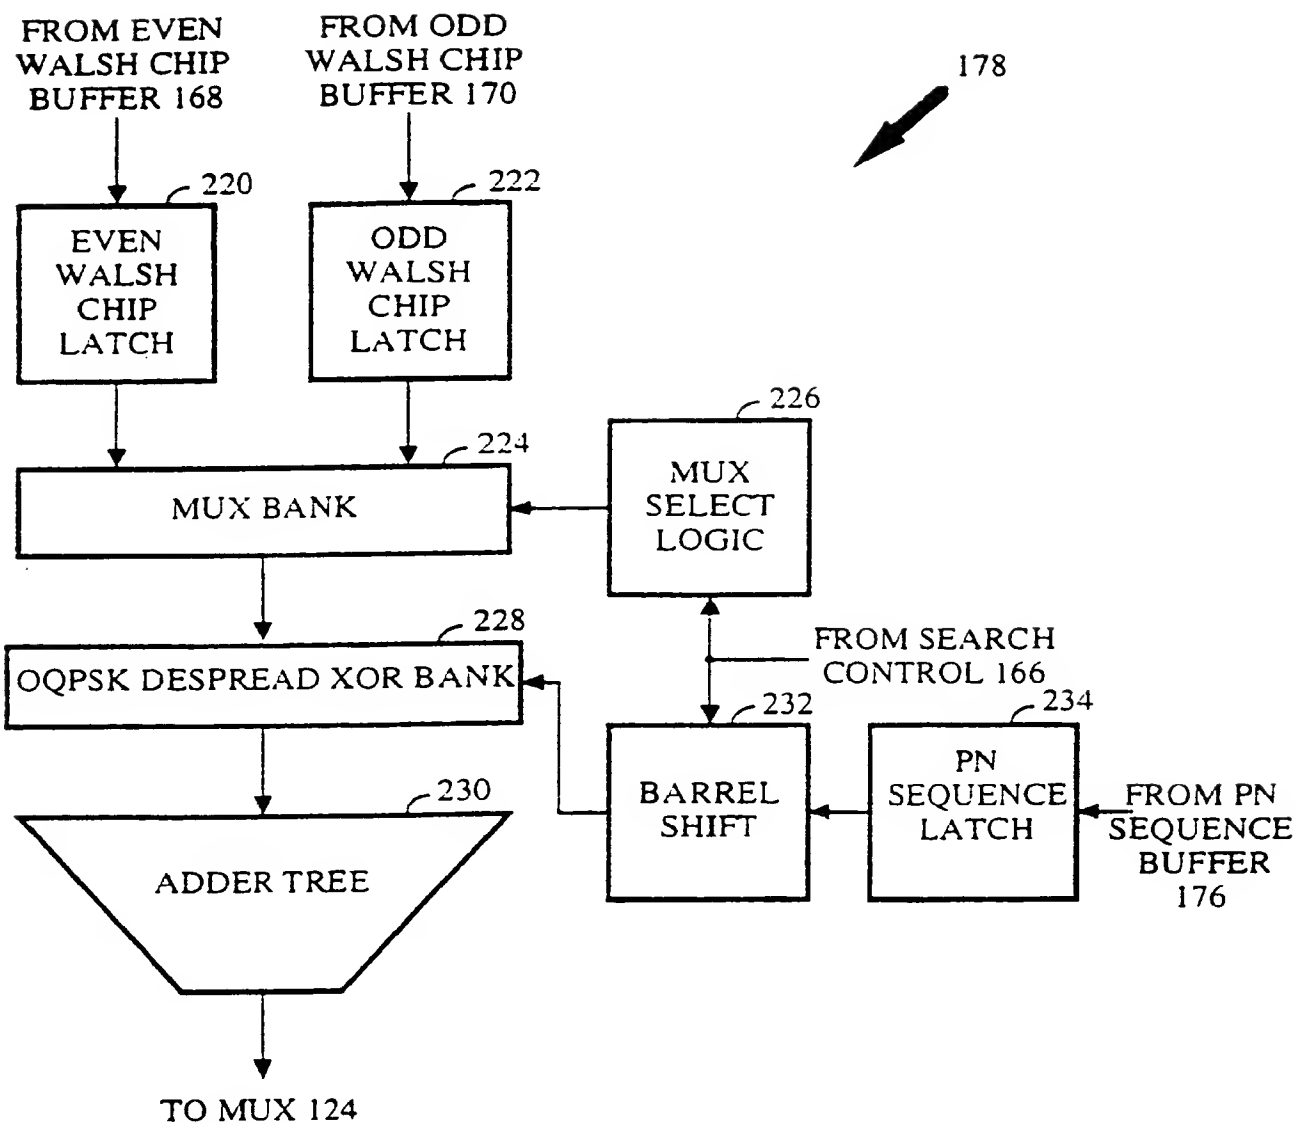 FROM EVEN
WALSH CHIP
BUFFER 168
FROM ODD
WALSH CHIP
BUFFER 170
178
220
EVEN
WALSH
CHIP
LATCH
222
ODD
WALSH
CHIP
LATCH
224
MUX BANK
226
MUX
SELECT
LOGIC
228
OQPSK DESPREAD XOR BANK
FROM SEARCH
CONTROL 166
232
BARREL
SHIFT
234
PN
SEQUENCE
LATCH
FROM PN
SEQUENCE
BUFFER
176
230
ADDER TREE
TO MUX 124